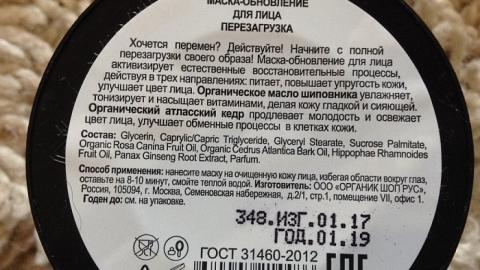 МАСКА-ОБНОВЛЕНИЕ
ДЛЯ ЛИЦА
ПЕРЕЗАГРУЗКА
Хочется перемен? Действуйте! Начните с полной
перезагрузки своего образа! Маска-обновление для лица
активизирует естественные восстановительные процессы,
действуя в трех направлениях: питает, повышает упругость кожи,
улучшает цвет лица. Органическое масло шиповника увлажняет,
тонизирует и насыщает витаминами, делая кожу гладкой и сияющей.
Органический атласский кедр продлевает молодость и освежает
цвет лица, улучшает обменные процессы в клетках кожи.
Состав: Glycerin, Caprylic/Capric Triglyceride, Glyceryl Stearate, Sucrose Palmitate,
Organic Rosa Canina Fruit Oil, Organic Cedrus Atlantica Bark Oil, Hippophae Rhamnoides
Fruit Oil, Panax Ginseng Root Extract, Parfum.
Способ применения: нанесите маску на очищенную кожу лица, избегая области вокруг глаз,
оставьте на 8-10 минут, смойте теплой водой. Изготовитель: ООО «ОРГАНИК ШОП РУС»,
Россия, 105094, г. Москва, Семеновская набережная, д.2/1, стр.1, помещение VII, офис 1.
Годен до: см. на упаковке.
348.ИЗГ.01.17
ГОД.01.19
ГОСТ 31460-2012